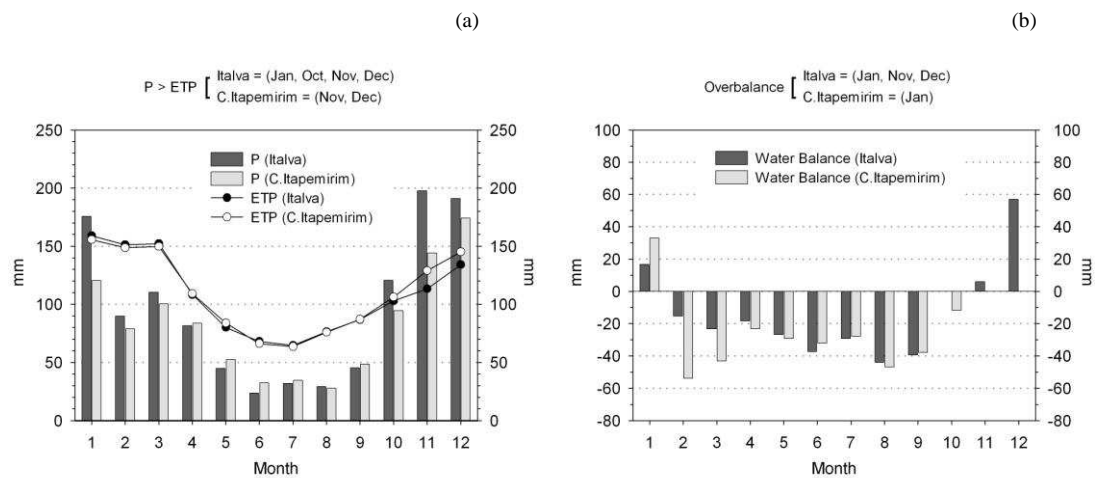 (a)
P > ETP
Italva = (Jan, Oct, Nov, Dec)
C.Itapemirim = (Nov, Dec)
250
200
150
100
50
0
mm
P (Italva)
P (C.Itapemirim)
ETP (Italva)
ETP (C.Itapemirim)
250
200
150
100
50
0
mm
1 2 3 4 5 6 7 8 9 10 11 12
Month
(b)
Overbalance
Italva = (Jan, Nov, Dec)
C.Itapemirim = (Jan)
100
80
60
40
20
0
-20
-40
-60
-80
mm
Water Balance (Italva)
Water Balance (C.Itapemirim)
100
80
60
40
20
0
-20
-40
-60
-80
mm
1 2 3 4 5 6 7 8 9 10 11 12
Month